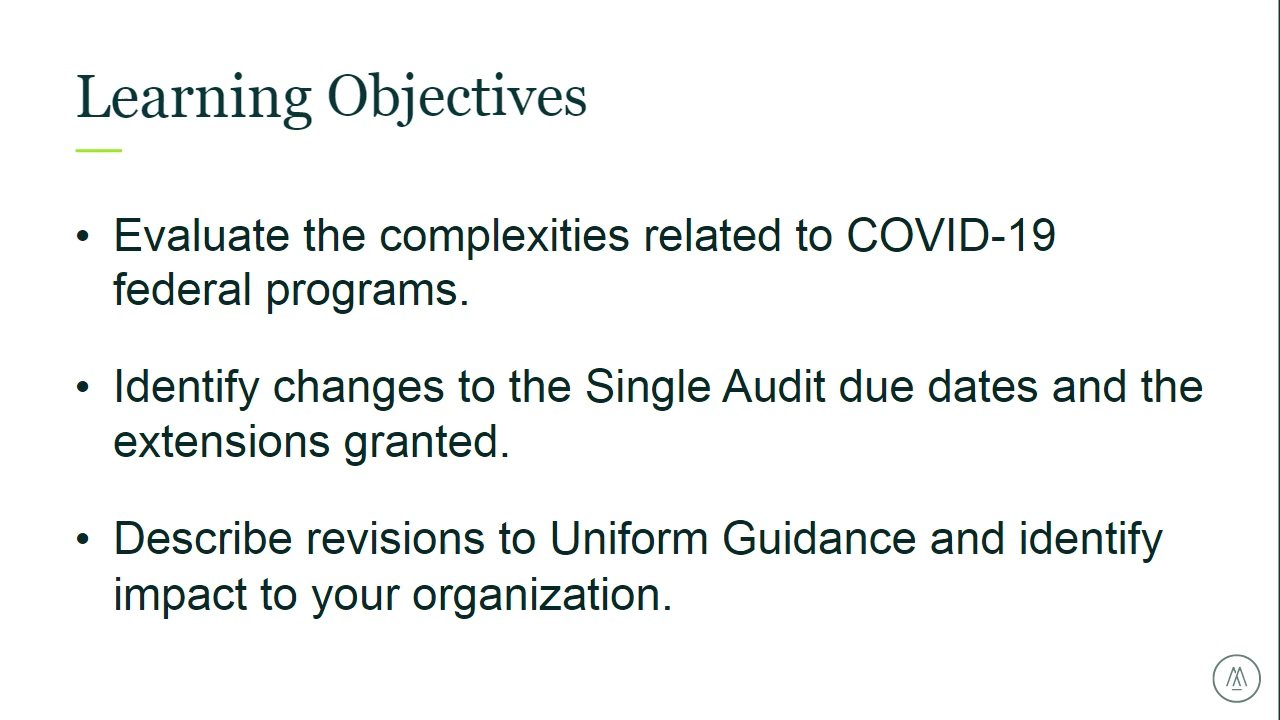 Learning Objectives
• Evaluate the complexities related to COVID-19
federal programs.
• Identify changes to the Single Audit due dates and the
extensions granted.
• Describe revisions to Uniform Guidance and identify
impact to your organization.